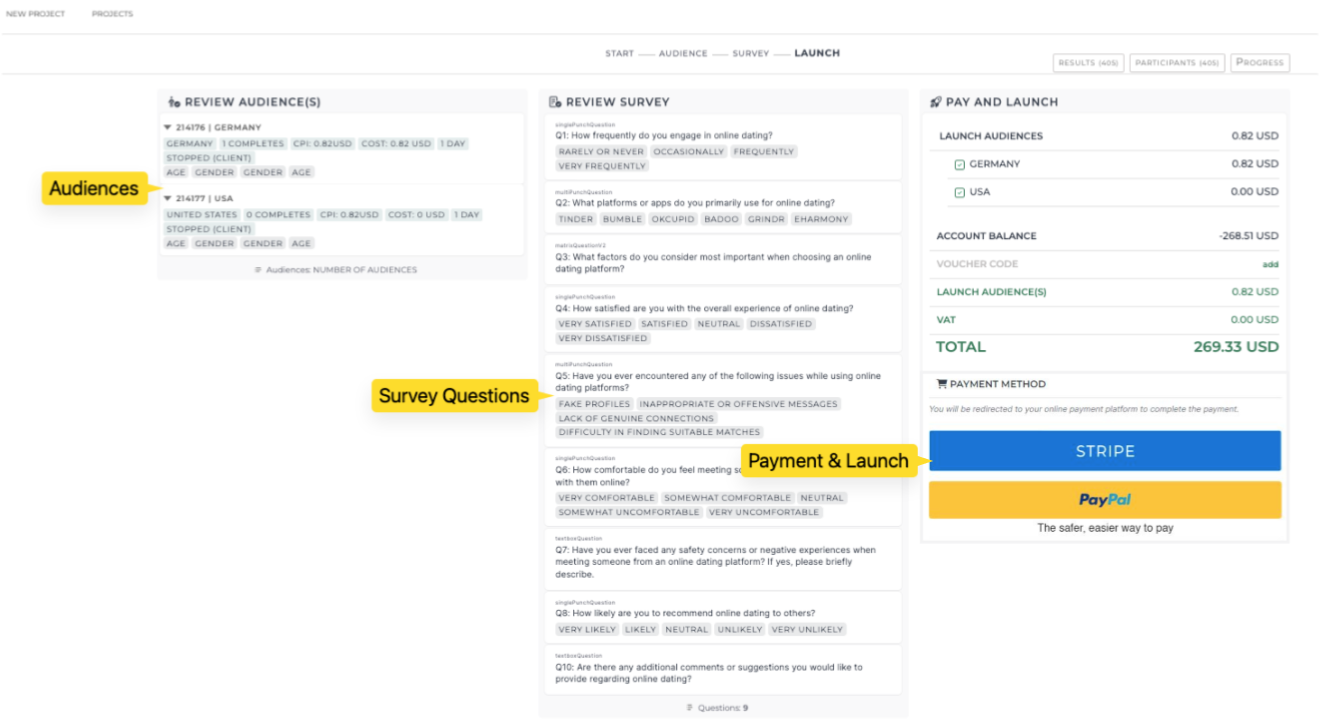 NEW PROJECT PROJECTS
START AUDIENCE SURVEY LAUNCH
RESULTS (405) PARTICIPANTS (405) PROGRESS
REVIEW AUDIENCE(S)
214176 | GERMANY
GERMANY 1 COMPLETES CPI: 0.82USD COST: 0.82 USD 1 DAY
STOPPED (CLIENT)
AGE GENDER GENDER AGE
Audiences
214177 | USA
UNITED STATES 0 COMPLETES CPI: 0.82USD COST: 0 USD 1 DAY
STOPPED (CLIENT)
AGE GENDER GENDER AGE
Audiences: NUMBER OF AUDIENCES
REVIEW SURVEY
singlePunchQuestion
Q1: How frequently do you engage in online dating?
RARELY OR NEVER OCCASIONALLY FREQUENTLY
VERY FREQUENTLY
multiPunchQuestion
Q2: What platforms or apps do you primarily use for online dating?
TINDER BUMBLE OKCUPID BADOO GRINDR EHARMONY
matrixQuestionVr2
Q3: What factors do you consider most important when choosing an online
dating platform?
singlePunchQuestion
Q4: How satisfied are you with the overall experience of online dating?
VERY SATISFIED SATISFIED NEUTRAL DISSATISFIED
VERY DISSATISFIED
multiPunchQuestion
Q5: Have you ever encountered any of the following issues while using online
dating platforms?
Survey Questions
FAKE PROFILES INAPPROPRIATE OR OFFENSIVE MESSAGES
LACK OF GENUINE CONNECTIONS
DIFFICULTY IN FINDING SUITABLE MATCHES
singlePunchQuestion
Q6: How comfortable do you feel meeting
with them online?
VERY COMFORTABLE SOMEWHAT COMFORTABLE NEUTRAL
SOMEWHAT UNCOMFORTABLE VERY UNCOMFORTABLE
textboxQuestion
Q7: Have you ever faced any safety concerns or negative experiences when
meeting someone from an online dating platform? If yes, please briefly
describe.
singlePunchQuestion
Q8: How likely are you to recommend online dating to others?
VERY LIKELY LIKELY NEUTRAL UNLIKELY VERY UNLIKELY
textboxQuestion
Q10: Are there any additional comments or suggestions you would like to
provide regarding online dating?
Questions: 9
PAY AND LAUNCH
LAUNCH AUDIENCES 0.82 USD
GERMANY 0.82 USD
USA 0.00 USD
ACCOUNT BALANCE -268.51 USD
VOUCHER CODE add
LAUNCH AUDIENCE(S) 0.82 USD
VAT 0.00 USD
TOTAL 269.33 USD
PAYMENT METHOD
You will be redirected to your online payment platform to complete the payment.
Payment & Launch
STRIPE
PayPal
The safer, easier way to pay